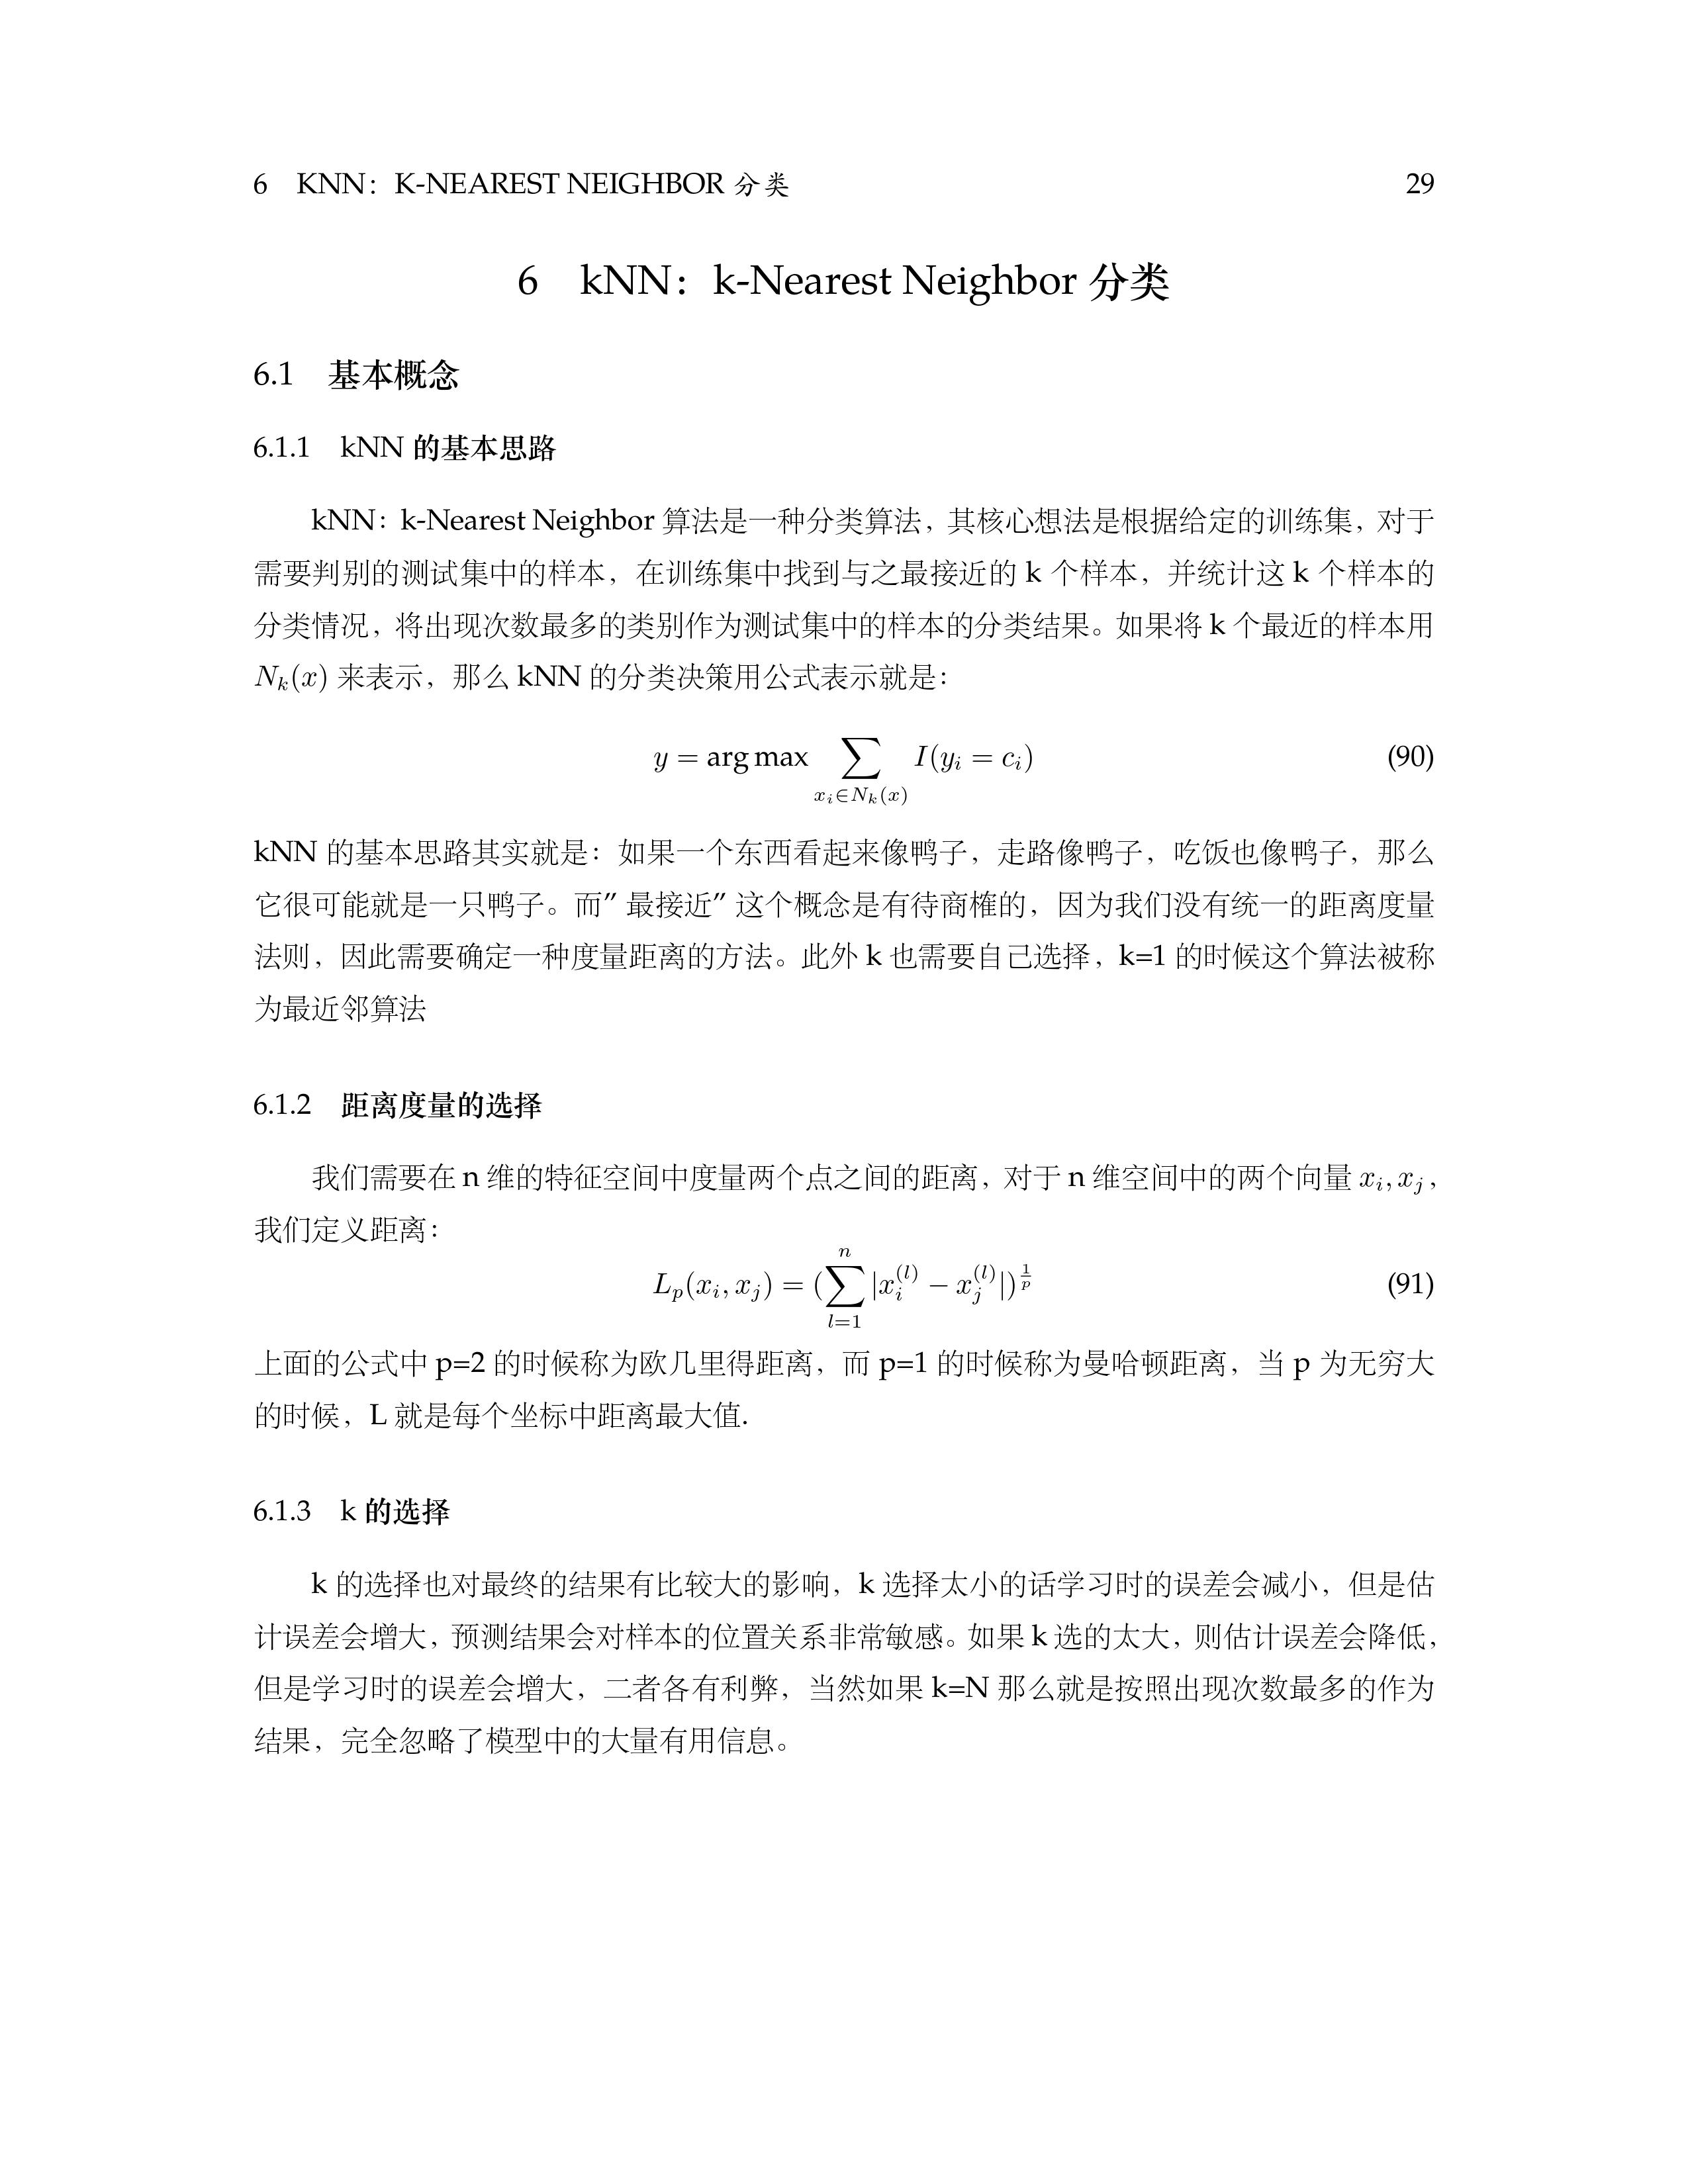 6 KNN：K-NEAREST NEIGHBOR 分类 29
6 kNN：k-Nearest Neighbor 分类
6.1 基本概念
6.1.1 kNN 的基本思路
kNN：k-Nearest Neighbor 算法是一种分类算法，其核心想法是根据给定的训练集，对于
需要判别的测试集中的样本，在训练集中找到与之最接近的 k 个样本，并统计这 k 个样本的
分类情况，将出现次数最多的类别作为测试集中的样本的分类结果。如果将 k 个最近的样本用
$N_k(x)$ 来表示，那么 kNN 的分类决策用公式表示就是：
$y = \arg\max \sum_{x_i \in N_k(x)} I(y_i = c_i)$ (90)
kNN 的基本思路其实就是：如果一个东西看起来像鸭子，走路像鸭子，吃饭也像鸭子，那么
它很可能就是一只鸭子。而” 最接近” 这个概念是有待商榷的，因为我们没有统一的距离度量
法则，因此需要确定一种度量距离的方法。此外 k 也需要自己选择，k=1 的时候这个算法被称
为最近邻算法
6.1.2 距离度量的选择
我们需要在 n 维的特征空间中度量两个点之间的距离，对于 n 维空间中的两个向量 $x_i, x_j$，
我们定义距离：
$L_p(x_i, x_j) = (\sum_{l=1}^{n} |x_i^{(l)} - x_j^{(l)}|)^{\frac{1}{p}}$ (91)
上面的公式中 p=2 的时候称为欧几里得距离，而 p=1 的时候称为曼哈顿距离，当 p 为无穷大
的时候，L 就是每个坐标中距离最大值.
6.1.3 k 的选择
k 的选择也对最终的结果有比较大的影响，k 选择太小的话学习时的误差会减小，但是估
计误差会增大，预测结果会对样本的位置关系非常敏感。如果 k 选的太大，则估计误差会降低，
但是学习时的误差会增大，二者各有利弊，当然如果 k=N 那么就是按照出现次数最多的作为
结果，完全忽略了模型中的大量有用信息。